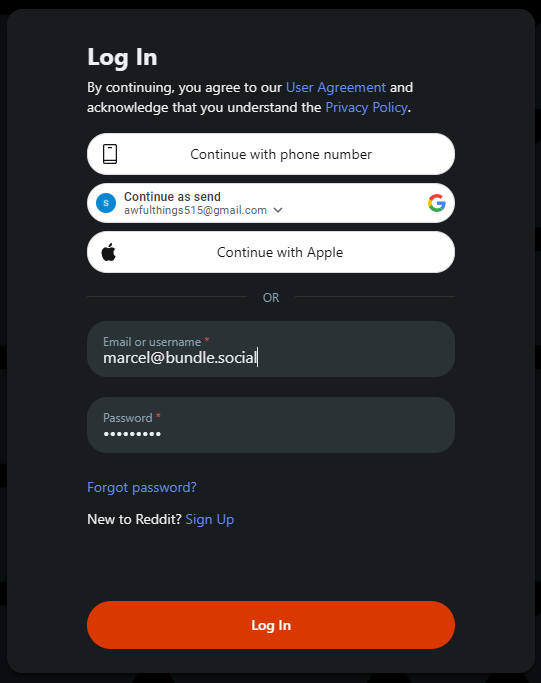 Log In
By continuing, you agree to our User Agreement and
acknowledge that you understand the Privacy Policy.
Continue with phone number
S
Continue as send
awfulthings515@gmail.com
Continue with Apple
OR
Email or username *
marcel@bundle.social
Password *
•••••••••
Forgot password?
New to Reddit? Sign Up
Log In